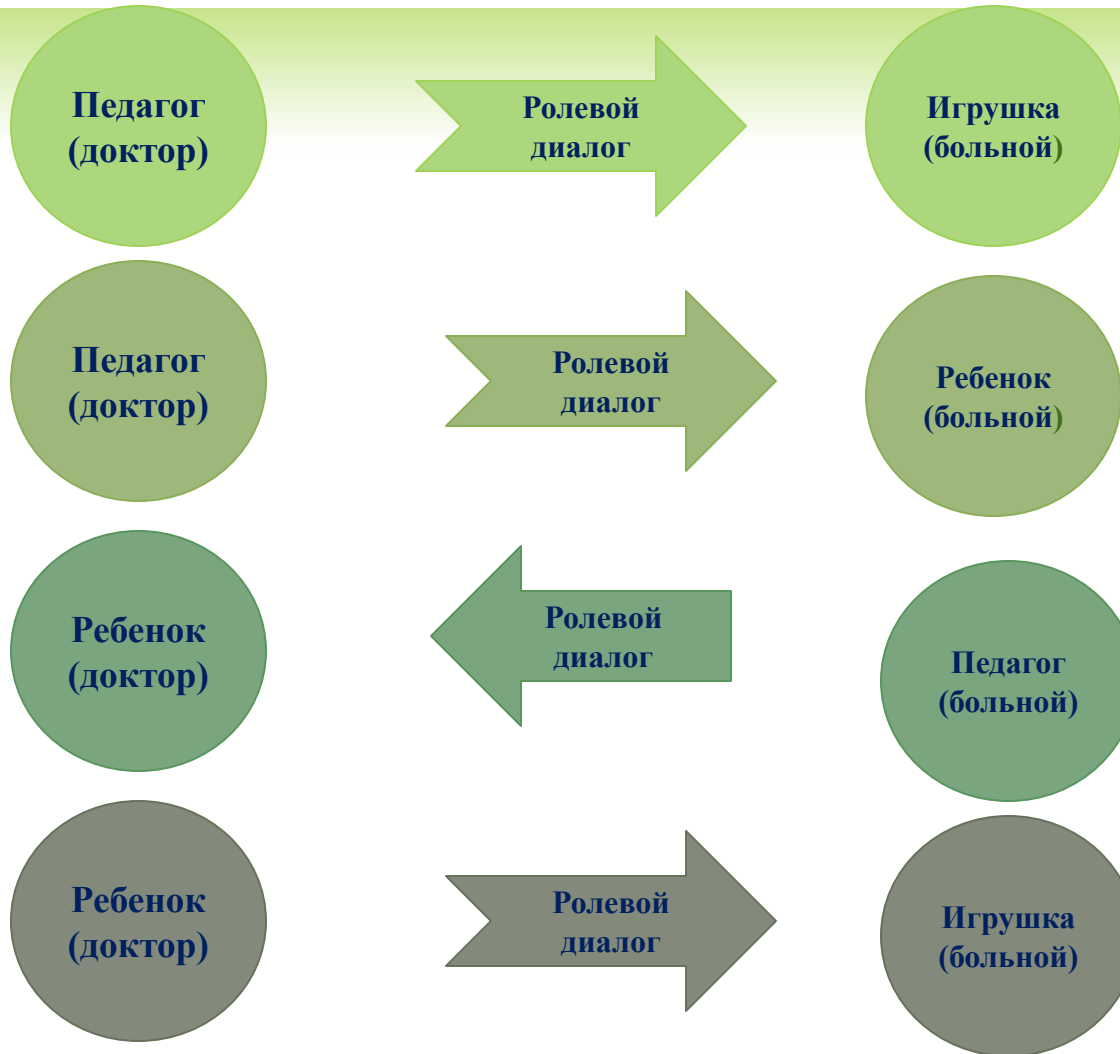 Педагог
(доктор)
Ролевой
диалог
Игрушка
(больной)
Педагог
(доктор)
Ролевой
диалог
Ребенок
(больной)
Ребенок
(доктор)
Ролевой
диалог
Педагог
(больной)
Ребенок
(доктор)
Ролевой
диалог
Игрушка
(больной)